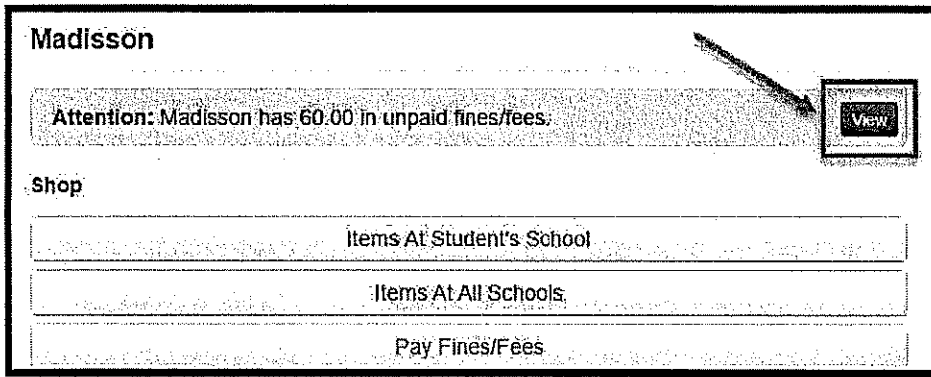 Madisson
Attention: Madisson has 60.00 in unpaid fines/fees.
View
Shop
Items At Student's School
Items At All Schools
Pay Fines/Fees